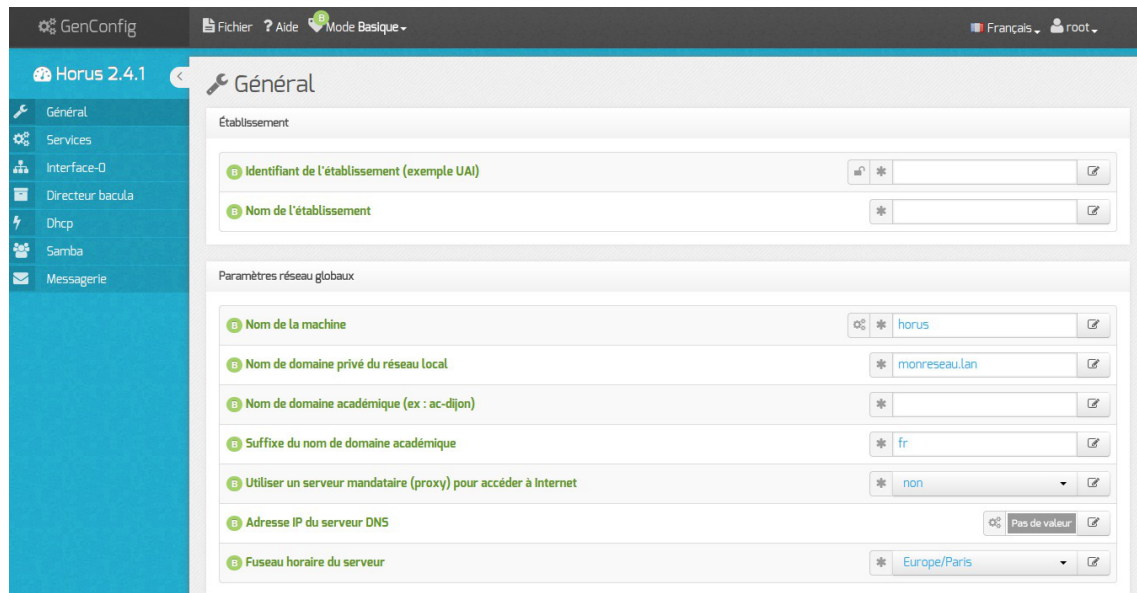 GenConfig
Fichier ? Aide B Mode Basique
Français root
Horus 2.4.1
Général
Services
Interface-0
Directeur bacula
Dhcp
Samba
Messagerie
Général
Établissement
B Identifiant de l'établissement (exemple UAI)
B Nom de l'établissement
Paramètres réseau globaux
B Nom de la machine horus
B Nom de domaine privé du réseau local monreseau.lan
B Nom de domaine académique (ex : ac-dijon)
B Suffixe du nom de domaine académique fr
B Utiliser un serveur mandataire (proxy) pour accéder à Internet non
B Adresse IP du serveur DNS Pas de valeur
B Fuseau horaire du serveur Europe/Paris